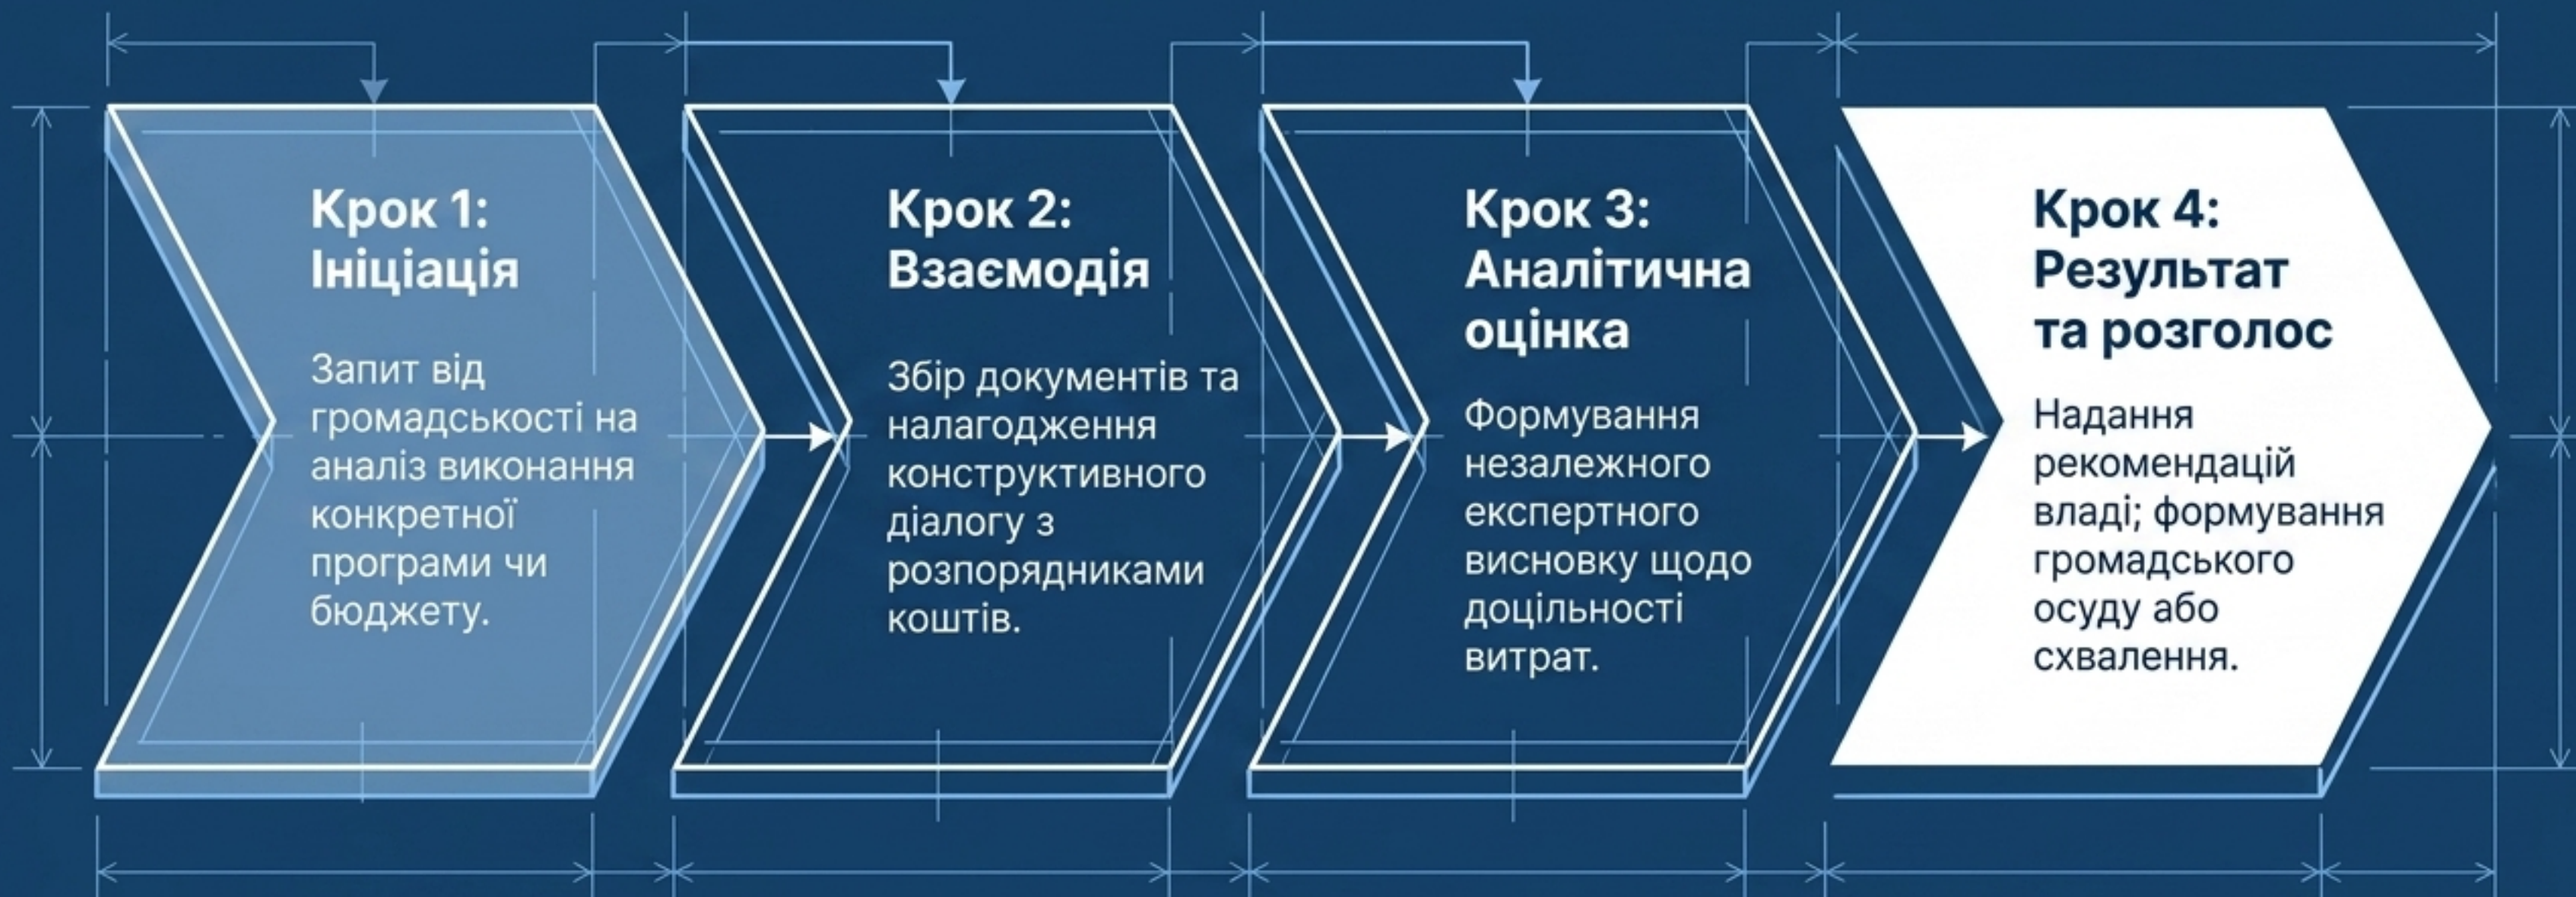 Крок 1:
Ініціація
Запит від
громадськості на
аналіз виконання
конкретної
програми чи
бюджету.
Крок 2:
Взаємодія
Збір документів та
налагодження
конструктивного
діалогу з
розпорядниками
коштів.
Крок 3:
Аналітична
оцінка
Формування
незалежного
експертного
висновку щодо
доцільності
витрат.
Крок 4:
Результат
та розголос
Надання
рекомендацій
владі; формування
громадського
осуду або
схвалення.